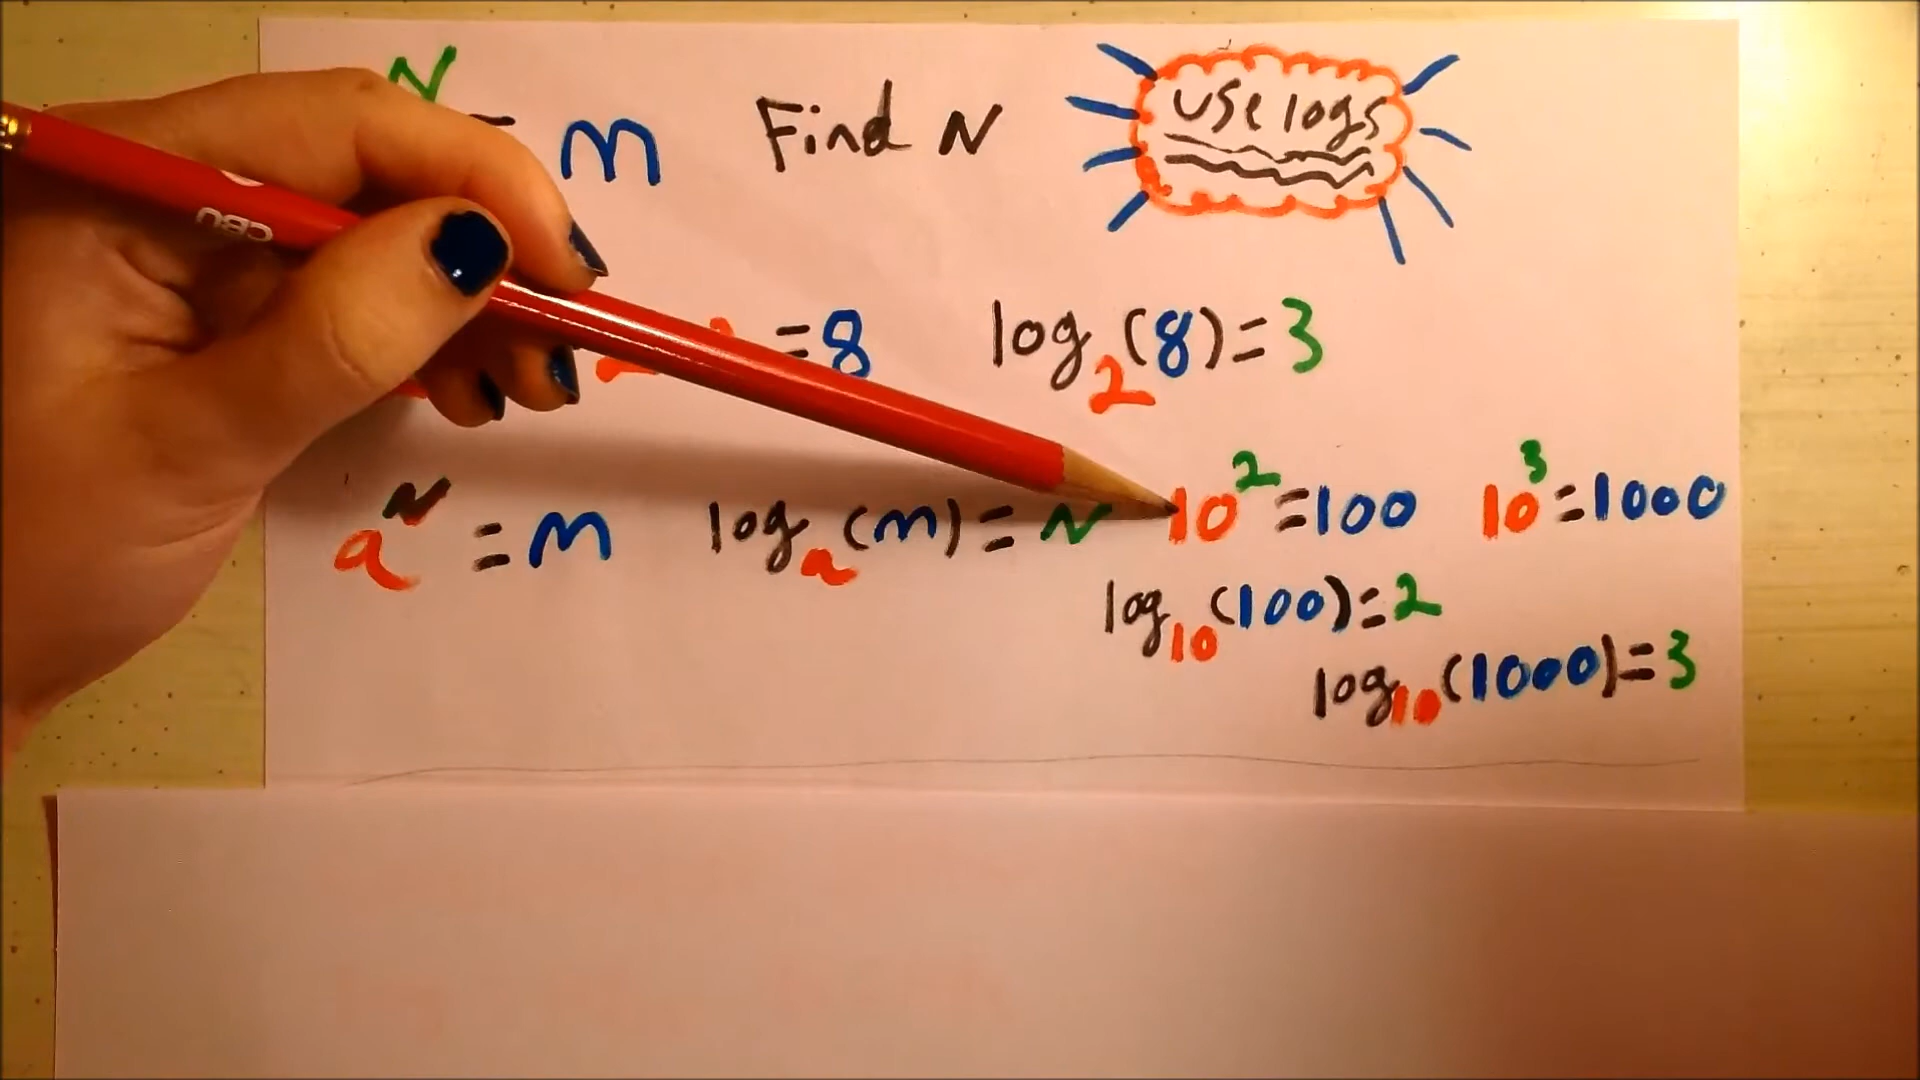 N = m Find N use logs
= 8 log₂(8) = 3
aᴺ = m logₐ(m) = N 10² = 100 10³ = 1000
log₁₀(100) = 2
log₁₀(1000) = 3
CBU